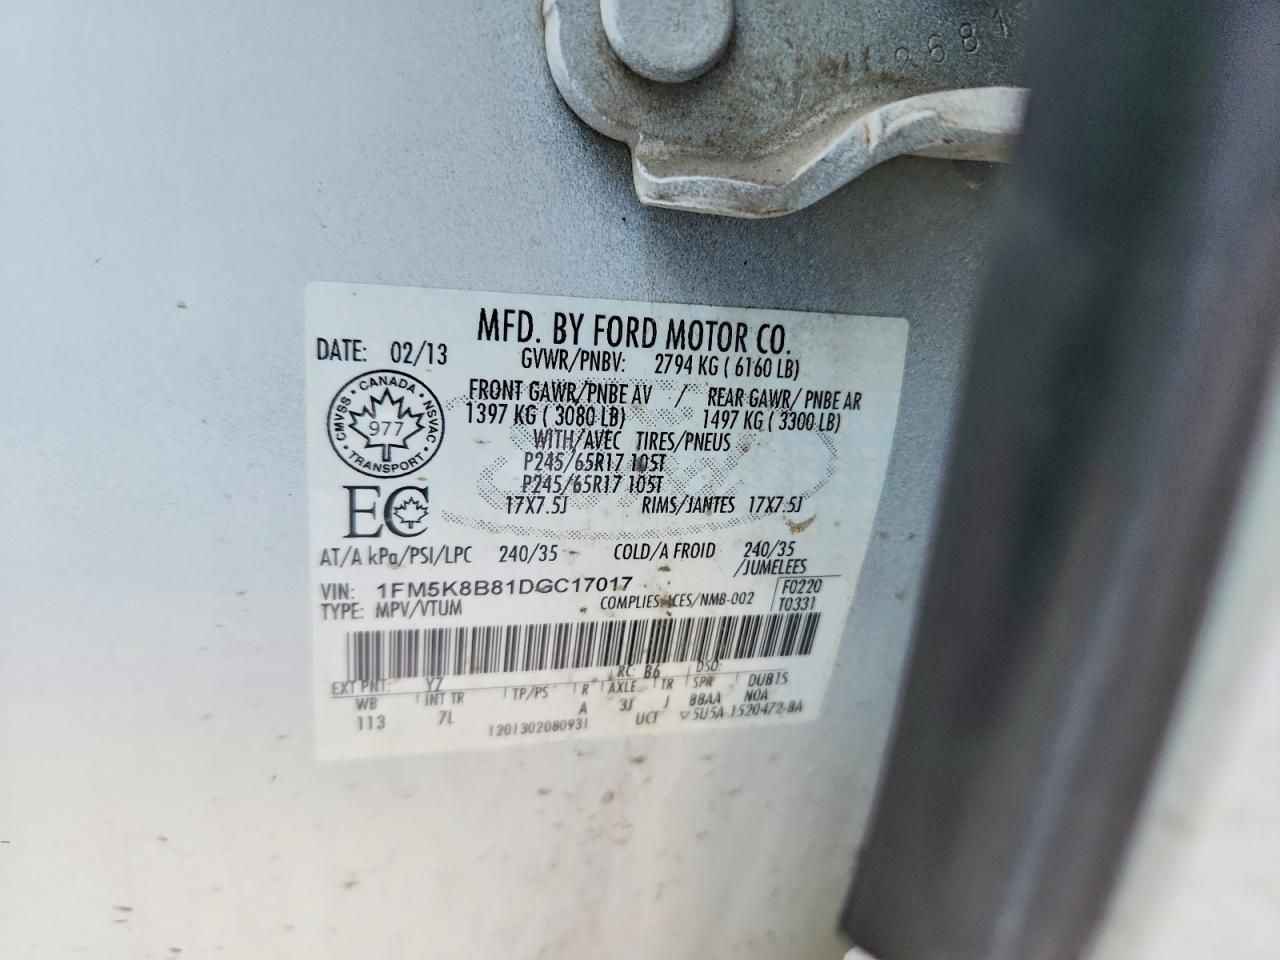 2681
MFD. BY FORD MOTOR CO.
DATE: 02/13
GVWR/PNBV: 2794 KG ( 6160 LB)
FRONT GAWR/PNBE AV / REAR GAWR/ PNBE AR
1397 KG ( 3080 LB) 1497 KG ( 3300 LB)
WITH/AVEC TIRES/PNEUS
P245/65R17 105T
P245/65R17 105T
17X7.5J RIMS/JANTES 17X7.5J
CANADA
CMVSS NSVAC
977
TRANSPORT
EC
AT/A kPa/PSI/LPC 240/35 COLD/A FROID 240/35
/JUMELEES
VIN: 1FM5K8B81DGC17017 F0220
TYPE: MPV/VTUM COMPLIES ICES/NMB-002 T0331
EXT PNT: YZ RC: B6 DSO:
WB INT TR TP/PS R AXLE TR SPR DUB15
113 7L A 3J J BBAA N0A
1201302080931 UCT ▽5U5A-1520472-BA